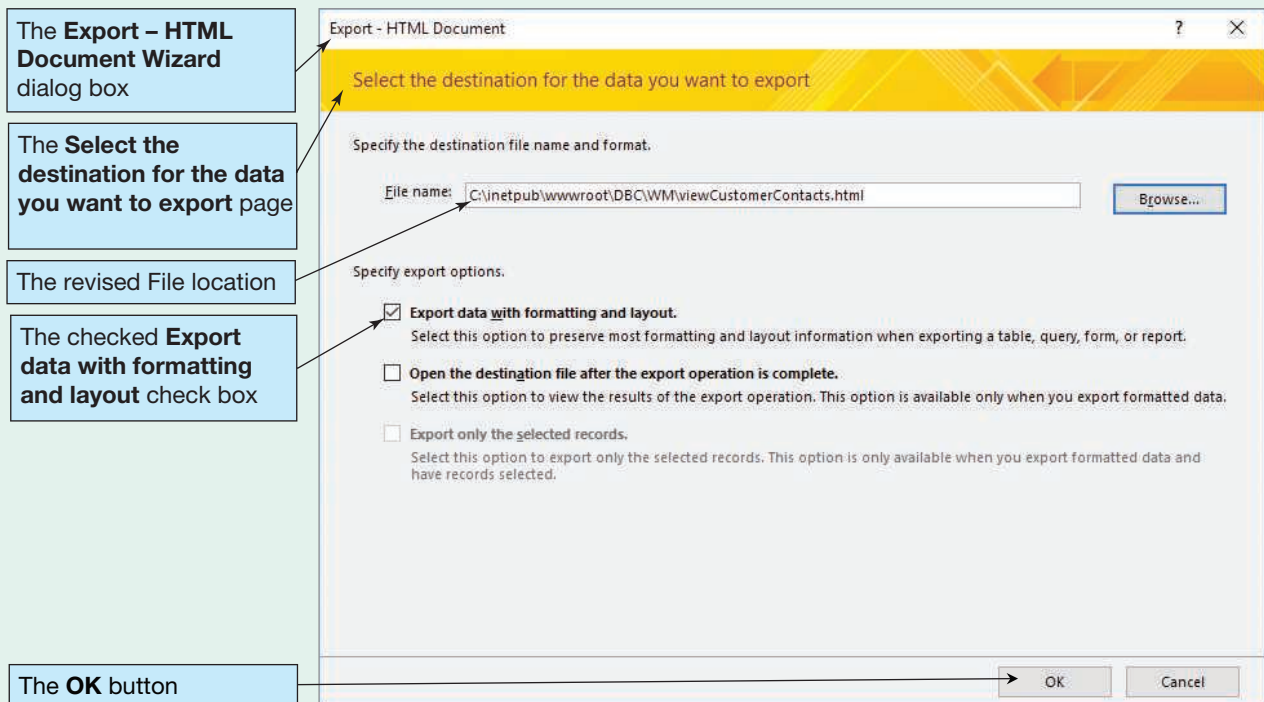 The Export – HTML
Document Wizard
dialog box
The Select the
destination for the data
you want to export page
The revised File location
The checked Export
data with formatting
and layout check box
The OK button
Export - HTML Document
? X
Select the destination for the data you want to export
Specify the destination file name and format.
File name: C:\inetpub\wwwroot\DBC\WM\viewCustomerContacts.html
Browse...
Specify export options.
Export data with formatting and layout.
Select this option to preserve most formatting and layout information when exporting a table, query, form, or report.
Open the destination file after the export operation is complete.
Select this option to view the results of the export operation. This option is available only when you export formatted data.
Export only the selected records.
Select this option to export only the selected records. This option is only available when you export formatted data and
have records selected.
OK Cancel